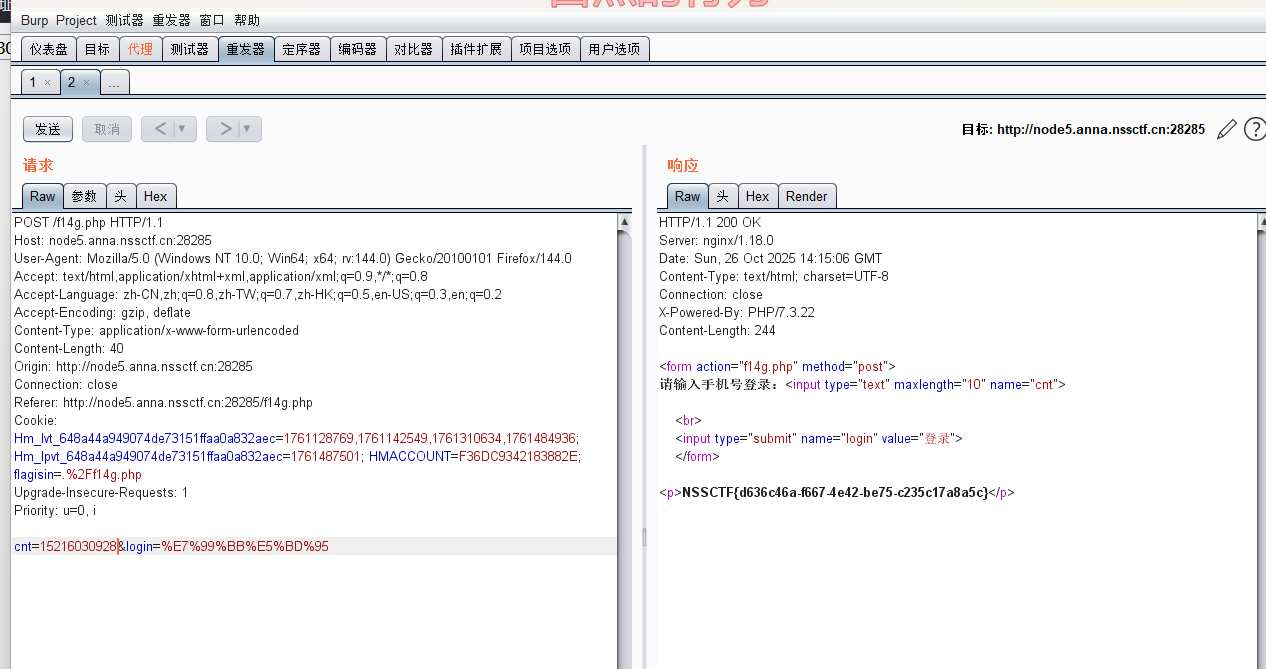 Burp Project 测试器 重发器 窗口 帮助
仪表盘 目标 代理 测试器 重发器 定序器 编码器 对比器 插件扩展 项目选项 用户选项
1 × 2 × ...
发送 取消 < ▼ > ▼ 目标: http://node5.anna.nssctf.cn:28285 ?
请求
Raw 参数 头 Hex
POST /f14g.php HTTP/1.1
Host: node5.anna.nssctf.cn:28285
User-Agent: Mozilla/5.0 (Windows NT 10.0; Win64; x64; rv:144.0) Gecko/20100101 Firefox/144.0
Accept: text/html,application/xhtml+xml,application/xml;q=0.9,*/*;q=0.8
Accept-Language: zh-CN,zh;q=0.8,zh-TW;q=0.7,zh-HK;q=0.5,en-US;q=0.3,en;q=0.2
Accept-Encoding: gzip, deflate
Content-Type: application/x-www-form-urlencoded
Content-Length: 40
Origin: http://node5.anna.nssctf.cn:28285
Connection: close
Referer: http://node5.anna.nssctf.cn:28285/f14g.php
Cookie:
Hm_lvt_648a44a949074de73151ffaa0a832aec=1761128769,1761142549,1761310634,1761484936;
Hm_lpvt_648a44a949074de73151ffaa0a832aec=1761487501; HMACCOUNT=F36DC9342183882E;
flagisin=.%2Ff14g.php
Upgrade-Insecure-Requests: 1
Priority: u=0, i
cnt=15216030928&login=%E7%99%BB%E5%BD%95
响应
Raw 头 Hex Render
HTTP/1.1 200 OK
Server: nginx/1.18.0
Date: Sun, 26 Oct 2025 14:15:06 GMT
Content-Type: text/html; charset=UTF-8
Connection: close
X-Powered-By: PHP/7.3.22
Content-Length: 244
<form action="f14g.php" method="post">
请输入手机号登录：<input type="text" maxlength="10" name="cnt">
<br>
<input type="submit" name="login" value="登录">
</form>
<p>NSSCTF{d636c46a-f667-4e42-be75-c235c17a8a5c}</p>